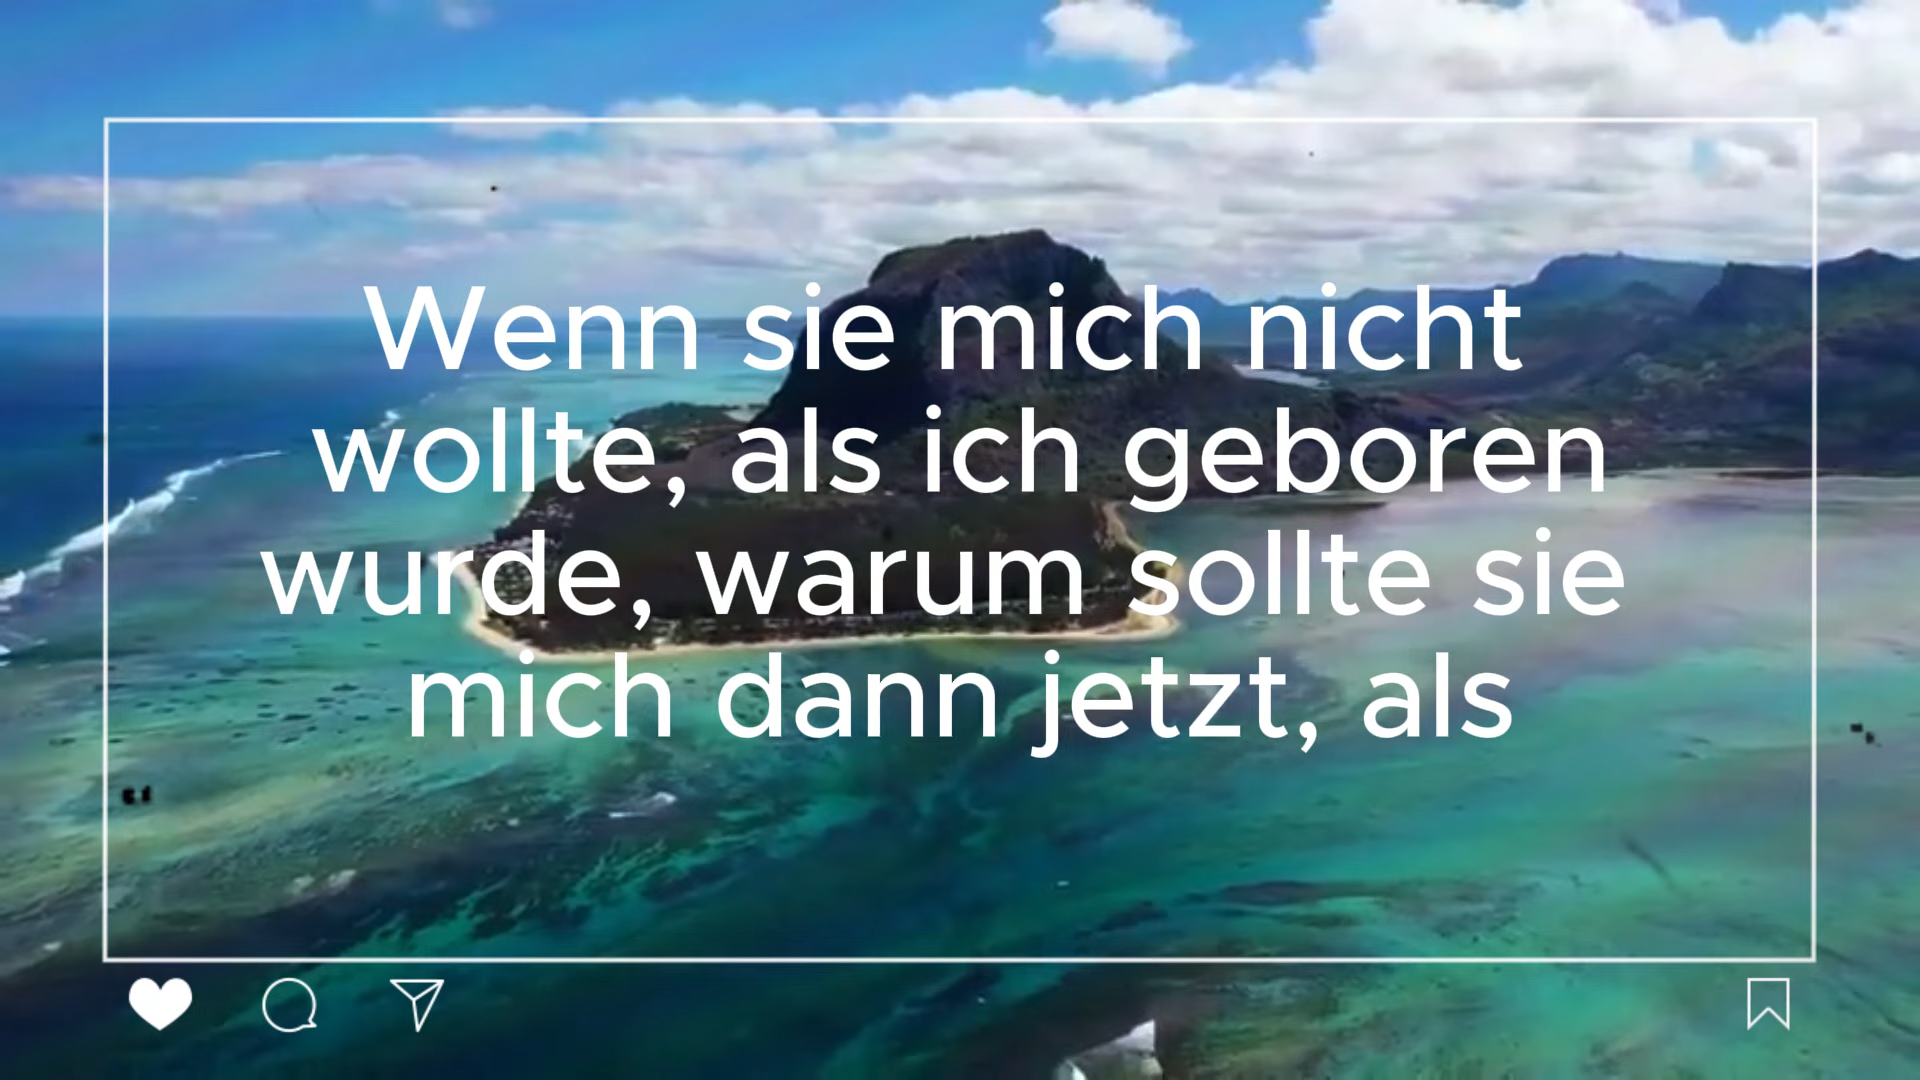 Wenn sie mich nicht
wollte, als ich geboren
wurde, warum sollte sie
mich dann jetzt, als